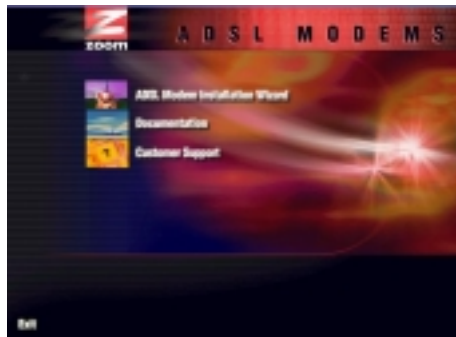 ZOOM
ADSL MODEMS
ADSL Modem Installation Wizard
Documentation
Customer Support
Exit